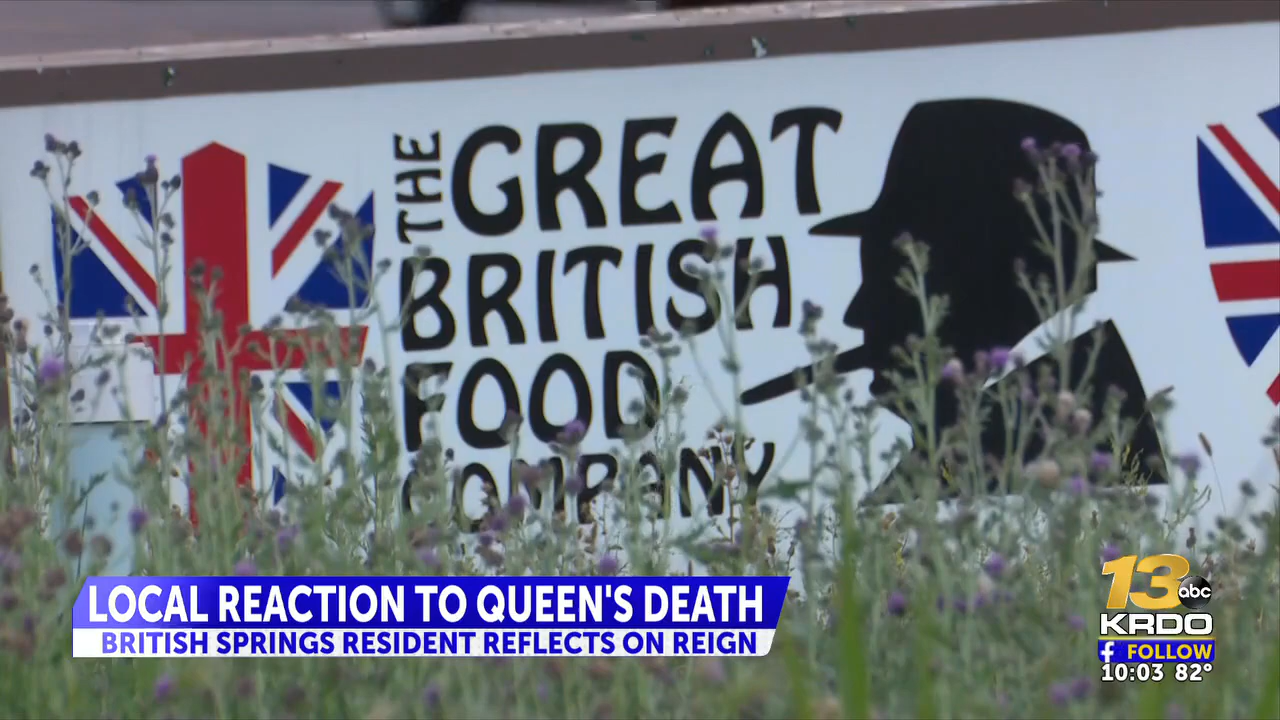 THE
GREAT
BRITISH
FOOD
COMPANY
LOCAL REACTION TO QUEEN'S DEATH
BRITISH SPRINGS RESIDENT REFLECTS ON REIGN
13 abc
KRDO
f FOLLOW
10:03 82°